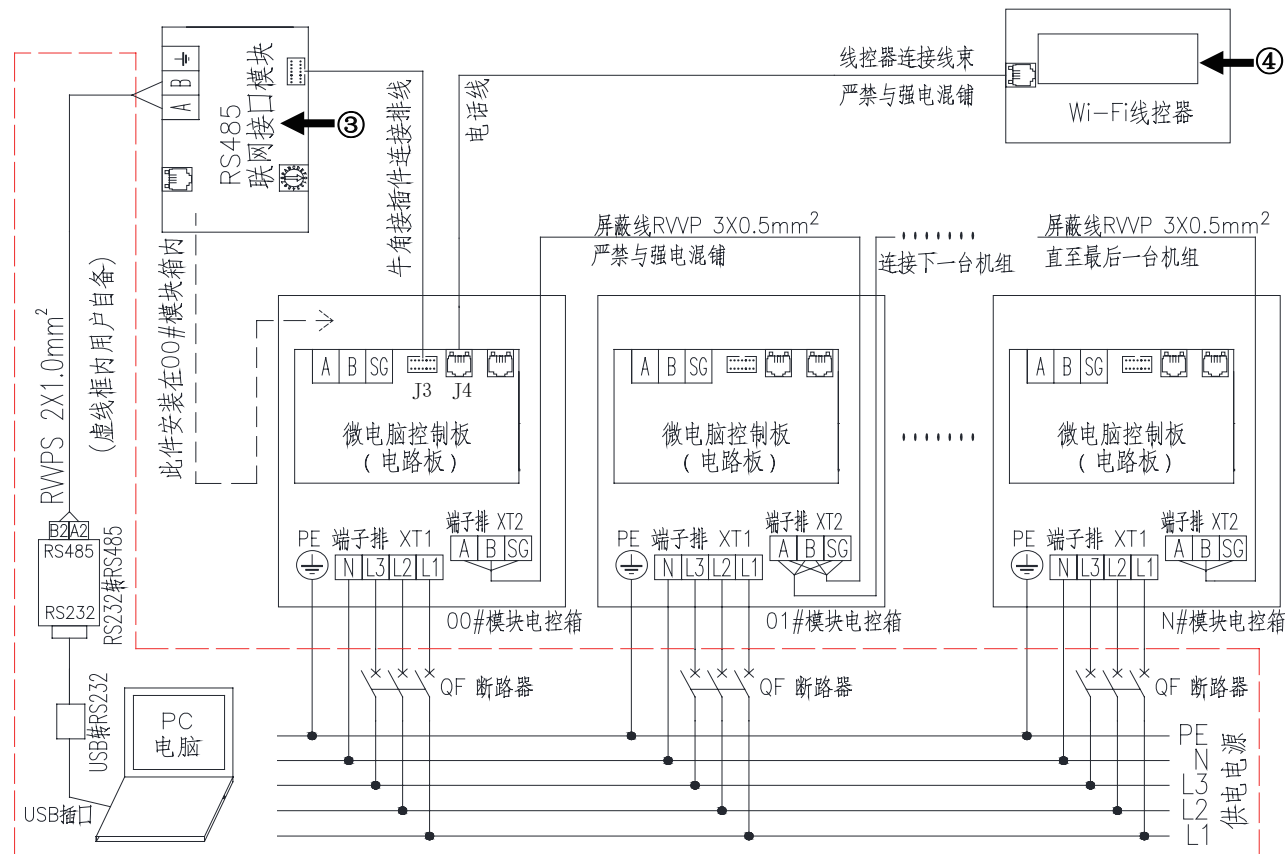 B
A
RS485
联网接口模块
③
牛角接插件连接排线
电话线
线控器连接线束
严禁与强电混铺
④
Wi-Fi线控器
屏蔽线RVVP 3X0.5mm²
严禁与强电混铺
连接下一台机组
屏蔽线RVVP 3X0.5mm²
直至最后一台机组
RVVPS 2X1.0mm²
(虚线框内用户自备)
此件安装在00#模块箱内
A B SG
J3 J4
微电脑控制板
(电路板)
PE 端子排 XT1
N L3 L2 L1
端子排 XT2
A B SG
00#模块电控箱
A B SG
微电脑控制板
(电路板)
PE 端子排 XT1
N L3 L2 L1
端子排 XT2
A B SG
01#模块电控箱
A B SG
微电脑控制板
(电路板)
PE 端子排 XT1
N L3 L2 L1
端子排 XT2
A B SG
N#模块电控箱
B2 A2
RS485
RS232
RS232转RS485
USB转RS232
PC
电脑
USB插口
QF 断路器
QF 断路器
QF 断路器
PE
N
L3
L2
L1
供电电源